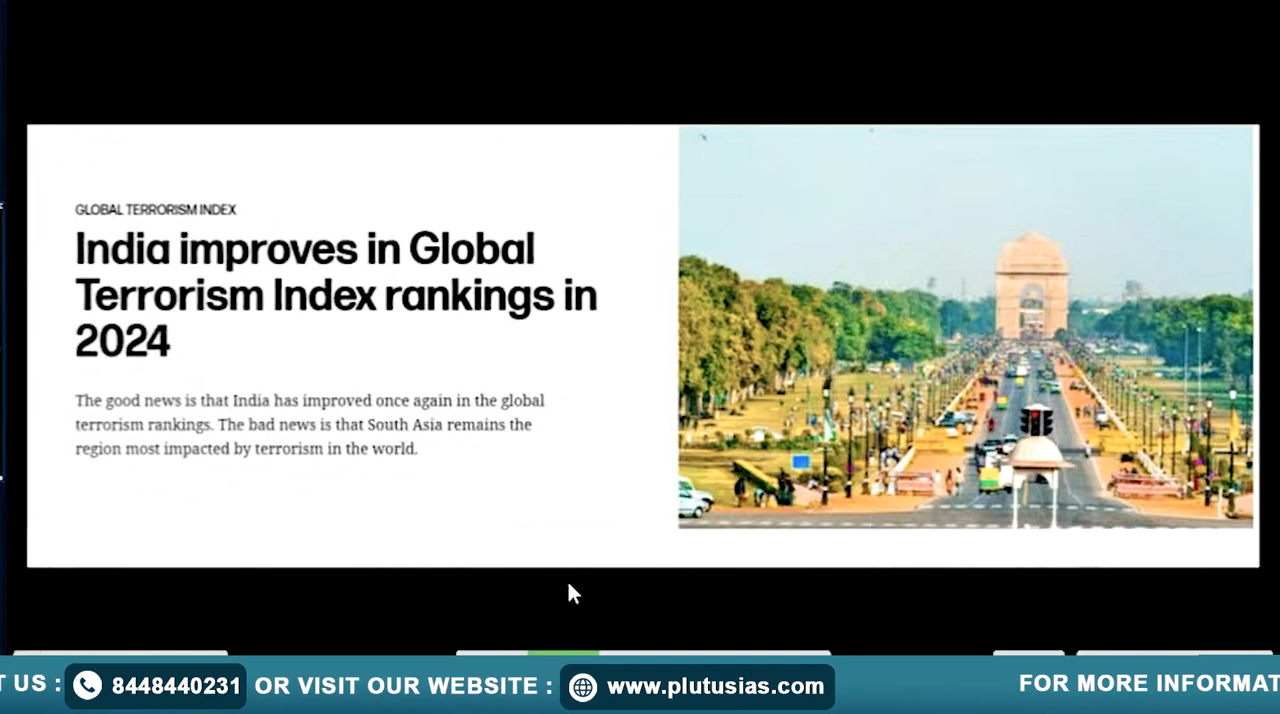 GLOBAL TERRORISM INDEX
India improves in Global
Terrorism Index rankings in
2024
The good news is that India has improved once again in the global
terrorism rankings. The bad news is that South Asia remains the
region most impacted by terrorism in the world.
T US : 8448440231 OR VISIT OUR WEBSITE : www.plutusias.com FOR MORE INFORMAT